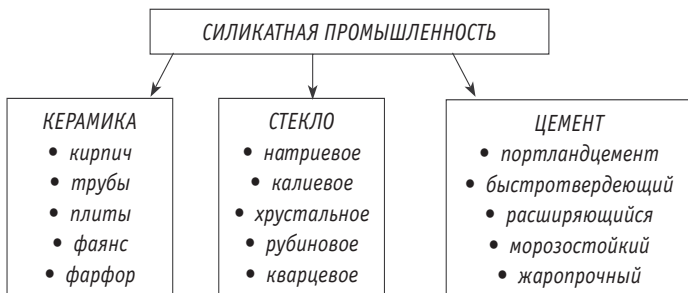 СИЛИКАТНАЯ ПРОМЫШЛЕННОСТЬ
КЕРАМИКА
• кирпич
• трубы
• плиты
• фаянс
• фарфор
СТЕКЛО
• натриевое
• калиевое
• хрустальное
• рубиновое
• кварцевое
ЦЕМЕНТ
• портландцемент
• быстротвердеющий
• расширяющийся
• морозостойкий
• жаропрочный